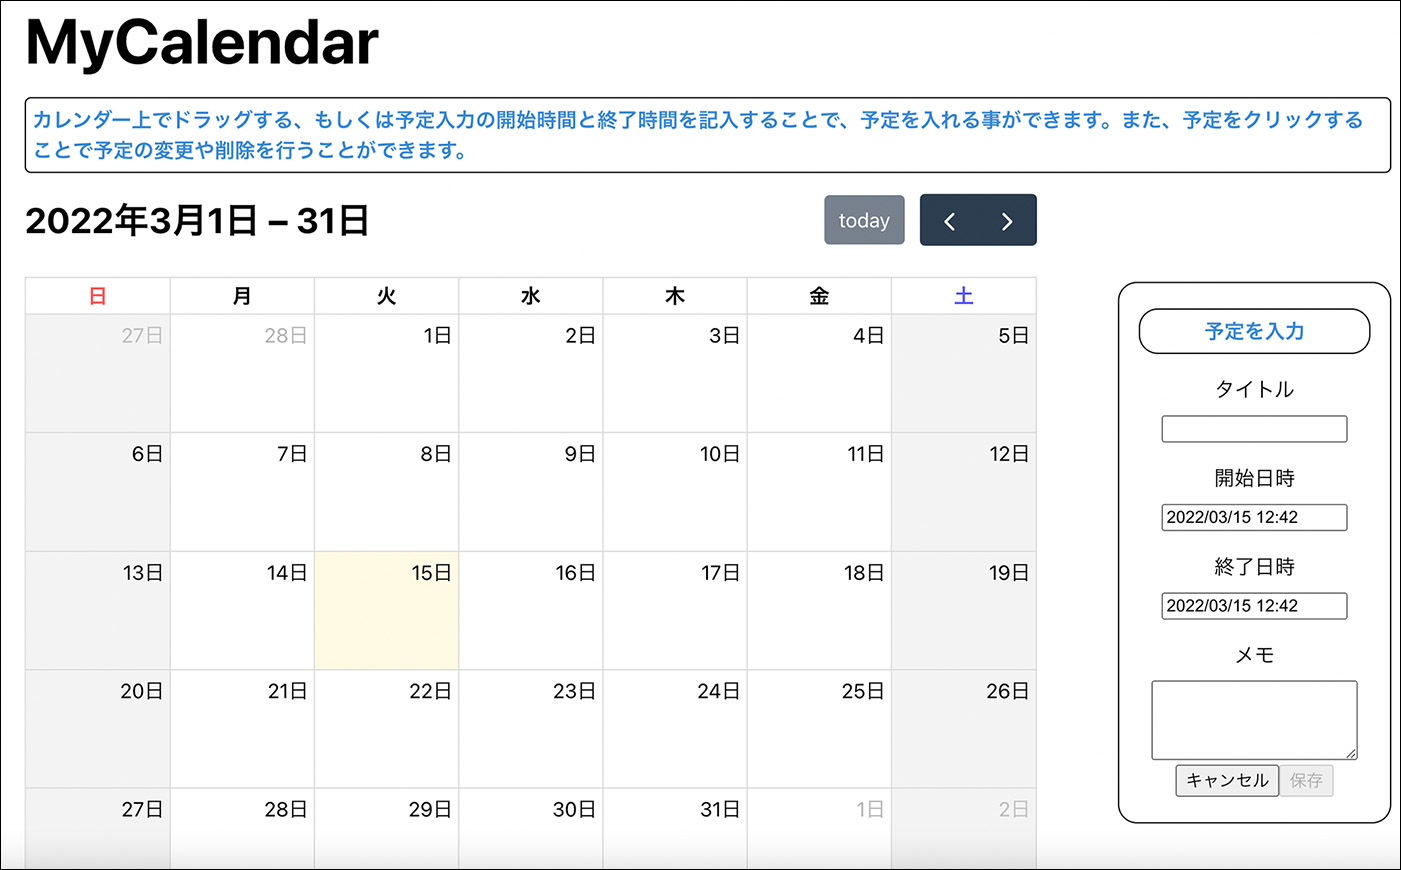 MyCalendar
カレンダー上でドラッグする、もしくは予定入力の開始時間と終了時間を記入することで、予定を入れる事ができます。また、予定をクリックする
ことで予定の変更や削除を行うことができます。
2022年3月1日 – 31日
today
日 月 火 水 木 金 土
27日 28日 1日 2日 3日 4日 5日
6日 7日 8日 9日 10日 11日 12日
13日 14日 15日 16日 17日 18日 19日
20日 21日 22日 23日 24日 25日 26日
27日 28日 29日 30日 31日 1日 2日
予定を入力
タイトル
開始日時
2022/03/15 12:42
終了日時
2022/03/15 12:42
メモ
キャンセル 保存